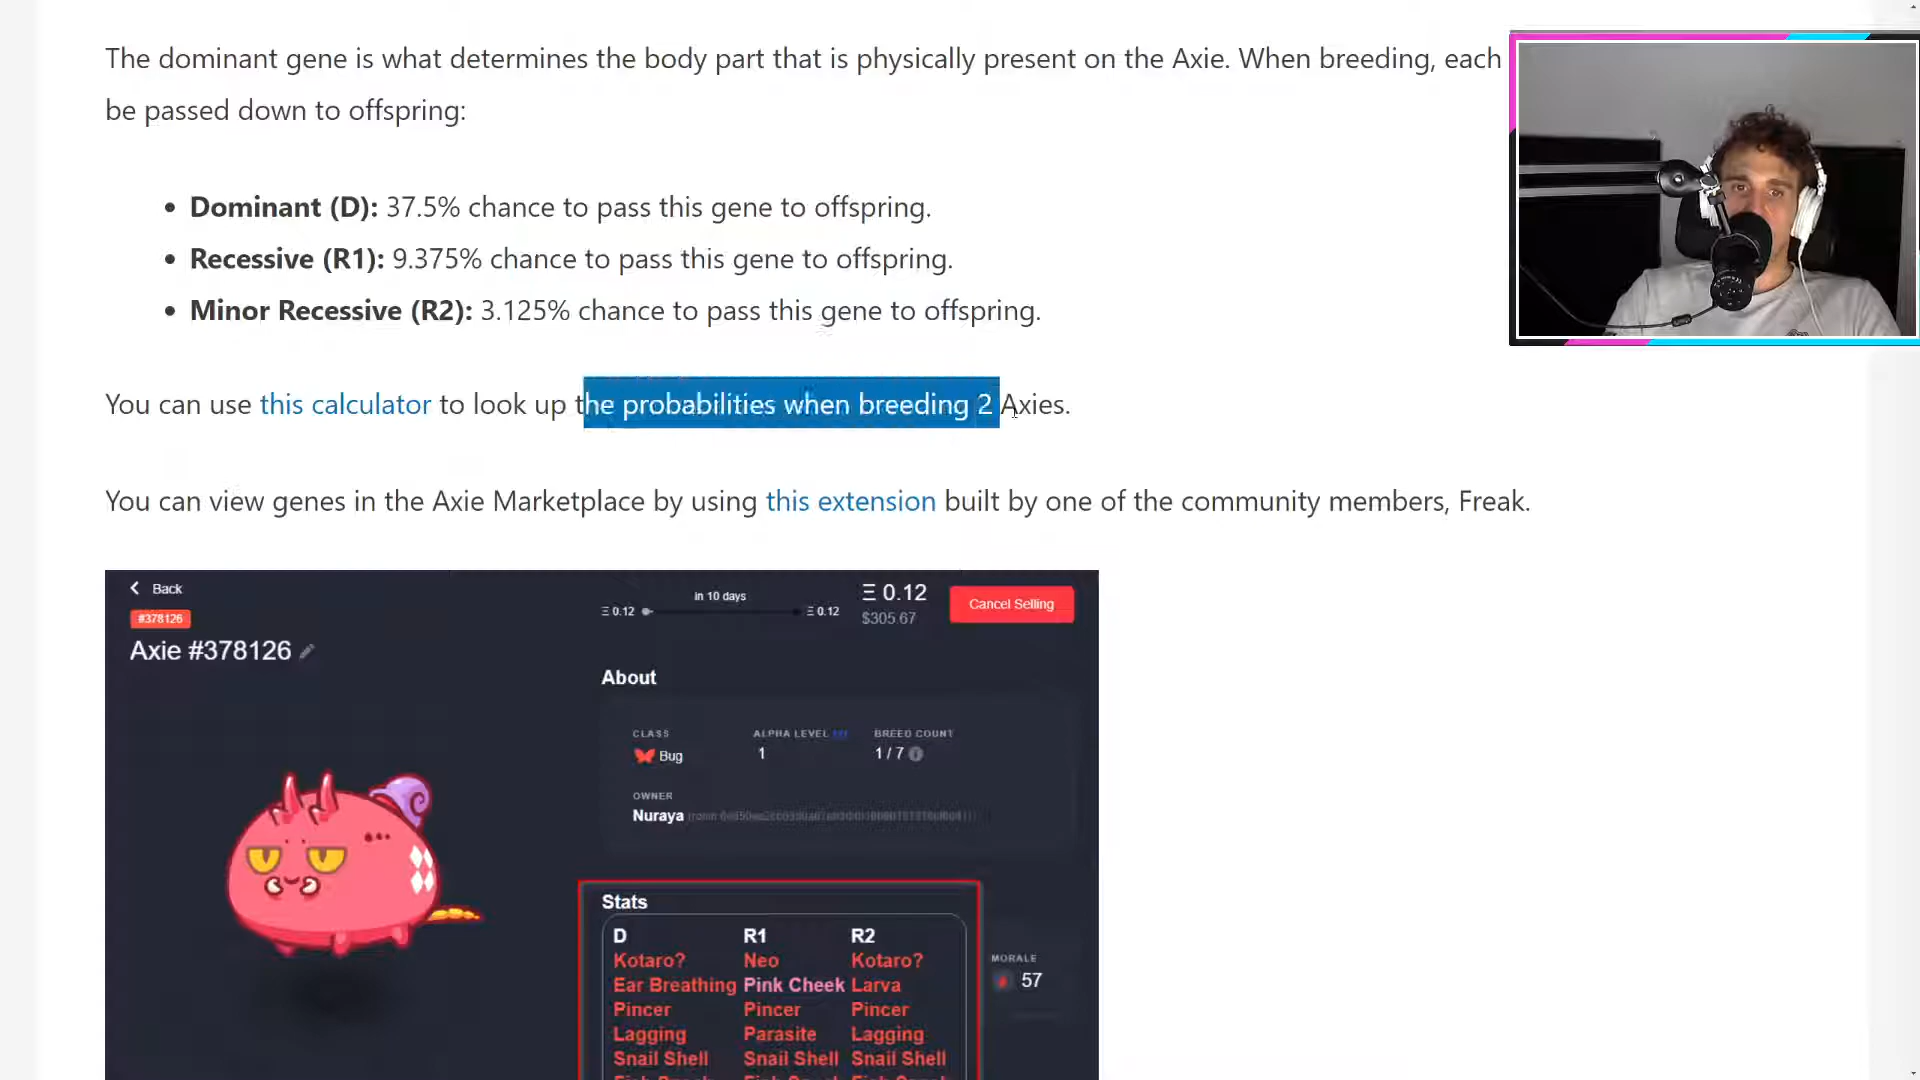 The dominant gene is what determines the body part that is physically present on the Axie. When breeding, each
be passed down to offspring:
Dominant (D): 37.5% chance to pass this gene to offspring.
Recessive (R1): 9.375% chance to pass this gene to offspring.
Minor Recessive (R2): 3.125% chance to pass this gene to offspring.
You can use this calculator to look up the probabilities when breeding 2 Axies.
You can view genes in the Axie Marketplace by using this extension built by one of the community members, Freak.
Back
#378126
Axie #378126
In 10 days
Ξ 0.12
Ξ 0.12
Ξ 0.12
$305.67
Cancel Selling
About
CLASS ALPHA LEVEL BREED COUNT
Bug 1 1 / 7
OWNER
Nuraya
Stats
D R1 R2
Kotaro? Neo Kotaro?
Ear Breathing Pink Cheek Larva
Pincer Pincer Pincer
Lagging Parasite Lagging
Snail Shell Snail Shell Snail Shell
MORALE
57